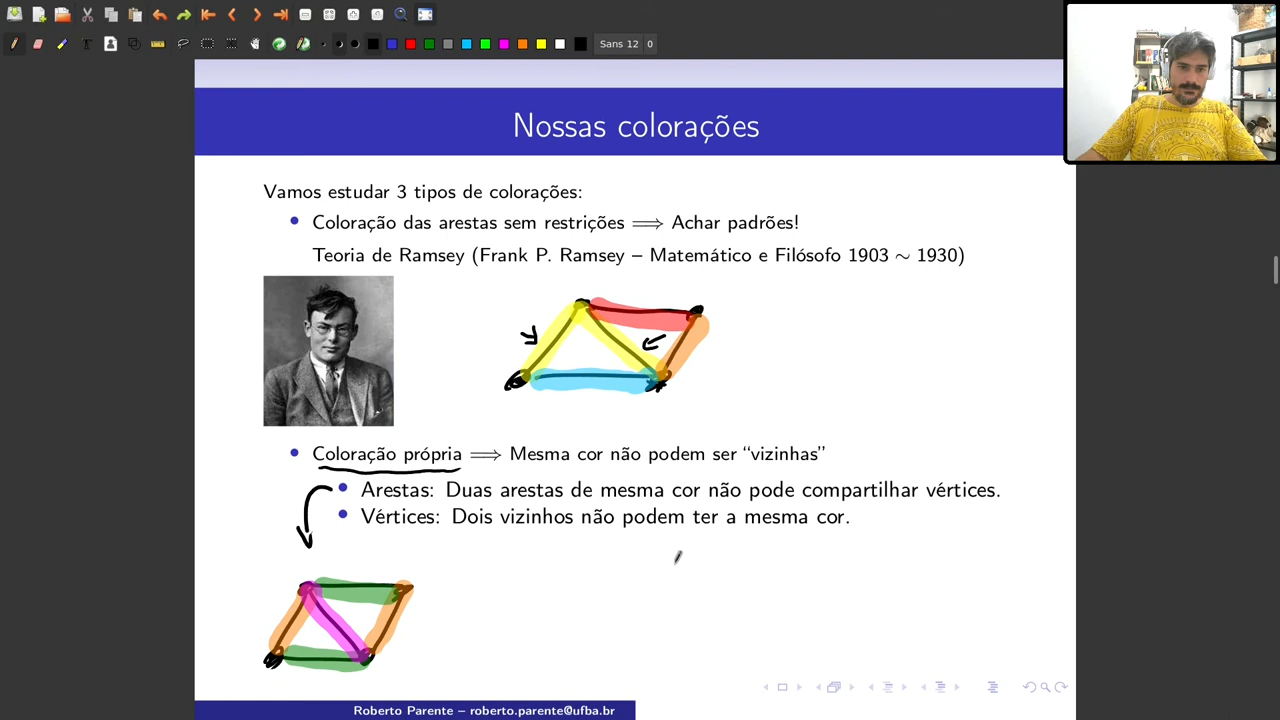 Sans 12 0
Nossas colorações
Vamos estudar 3 tipos de colorações:
Coloração das arestas sem restrições ⟹ Achar padrões!
Teoria de Ramsey (Frank P. Ramsey – Matemático e Filósofo 1903 ∼ 1930)
Coloração própria ⟹ Mesma cor não podem ser “vizinhas”
Arestas: Duas arestas de mesma cor não pode compartilhar vértices.
Vértices: Dois vizinhos não podem ter a mesma cor.
Roberto Parente – roberto.parente@ufba.br